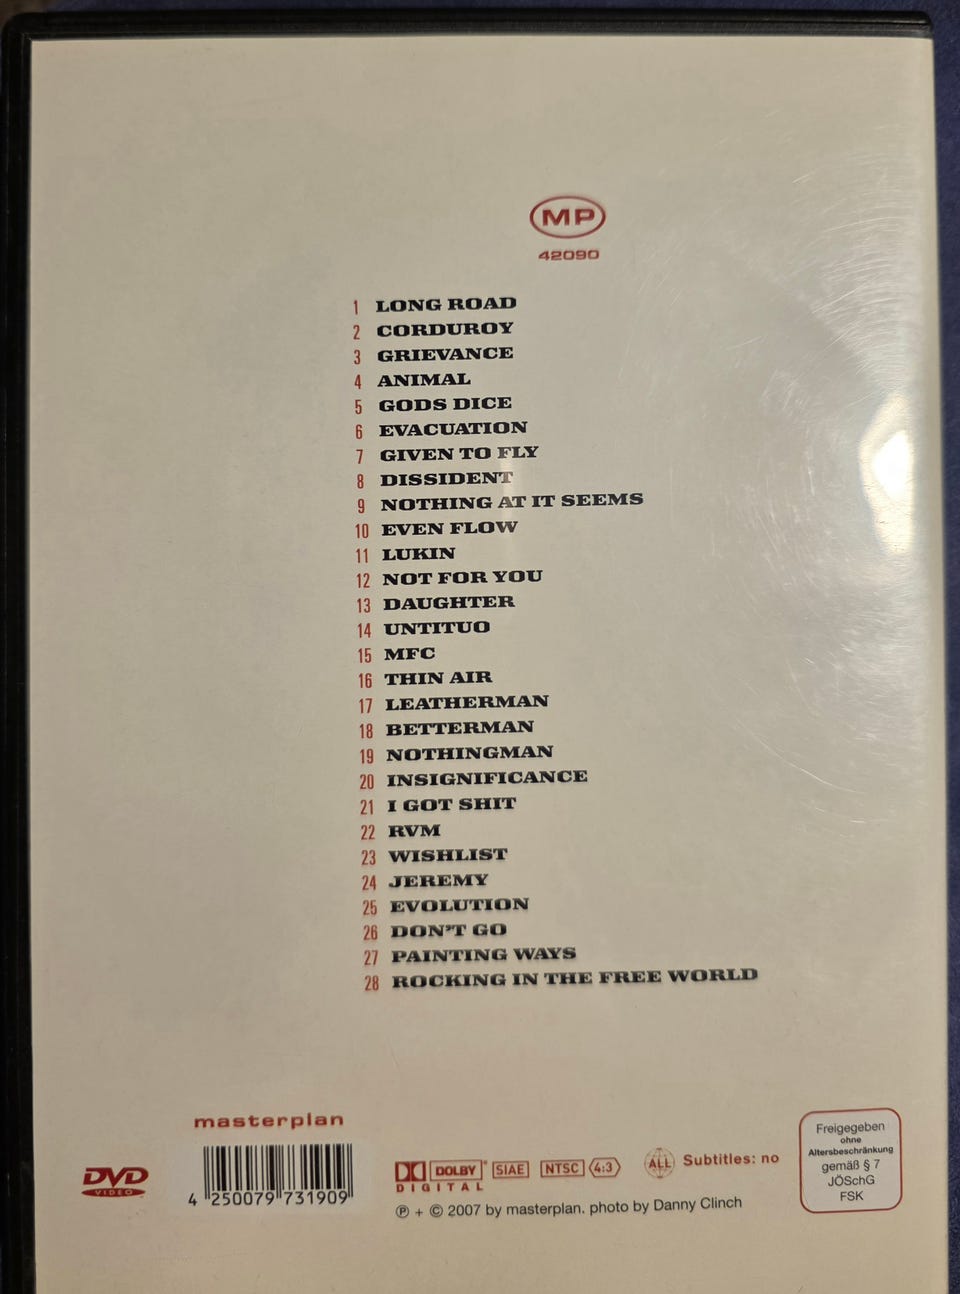 MP
42090
1 LONG ROAD
2 CORDUROY
3 GRIEVANCE
4 ANIMAL
5 GODS DICE
6 EVACUATION
7 GIVEN TO FLY
8 DISSIDENT
9 NOTHING AT IT SEEMS
10 EVEN FLOW
11 LUKIN
12 NOT FOR YOU
13 DAUGHTER
14 UNTITUO
15 MFC
16 THIN AIR
17 LEATHERMAN
18 BETTERMAN
19 NOTHINGMAN
20 INSIGNIFICANCE
21 I GOT SHIT
22 RVM
23 WISHLIST
24 JEREMY
25 EVOLUTION
26 DON'T GO
27 PAINTING WAYS
28 ROCKING IN THE FREE WORLD
masterplan
DVD
VIDEO
4 250079 731909
DOLBY
DIGITAL
SIAE
NTSC
4:3
ALL
Subtitles: no
℗ + © 2007 by masterplan. photo by Danny Clinch
Freigegeben
ohne
Altersbeschränkung
gemäß § 7
JÖSchG
FSK